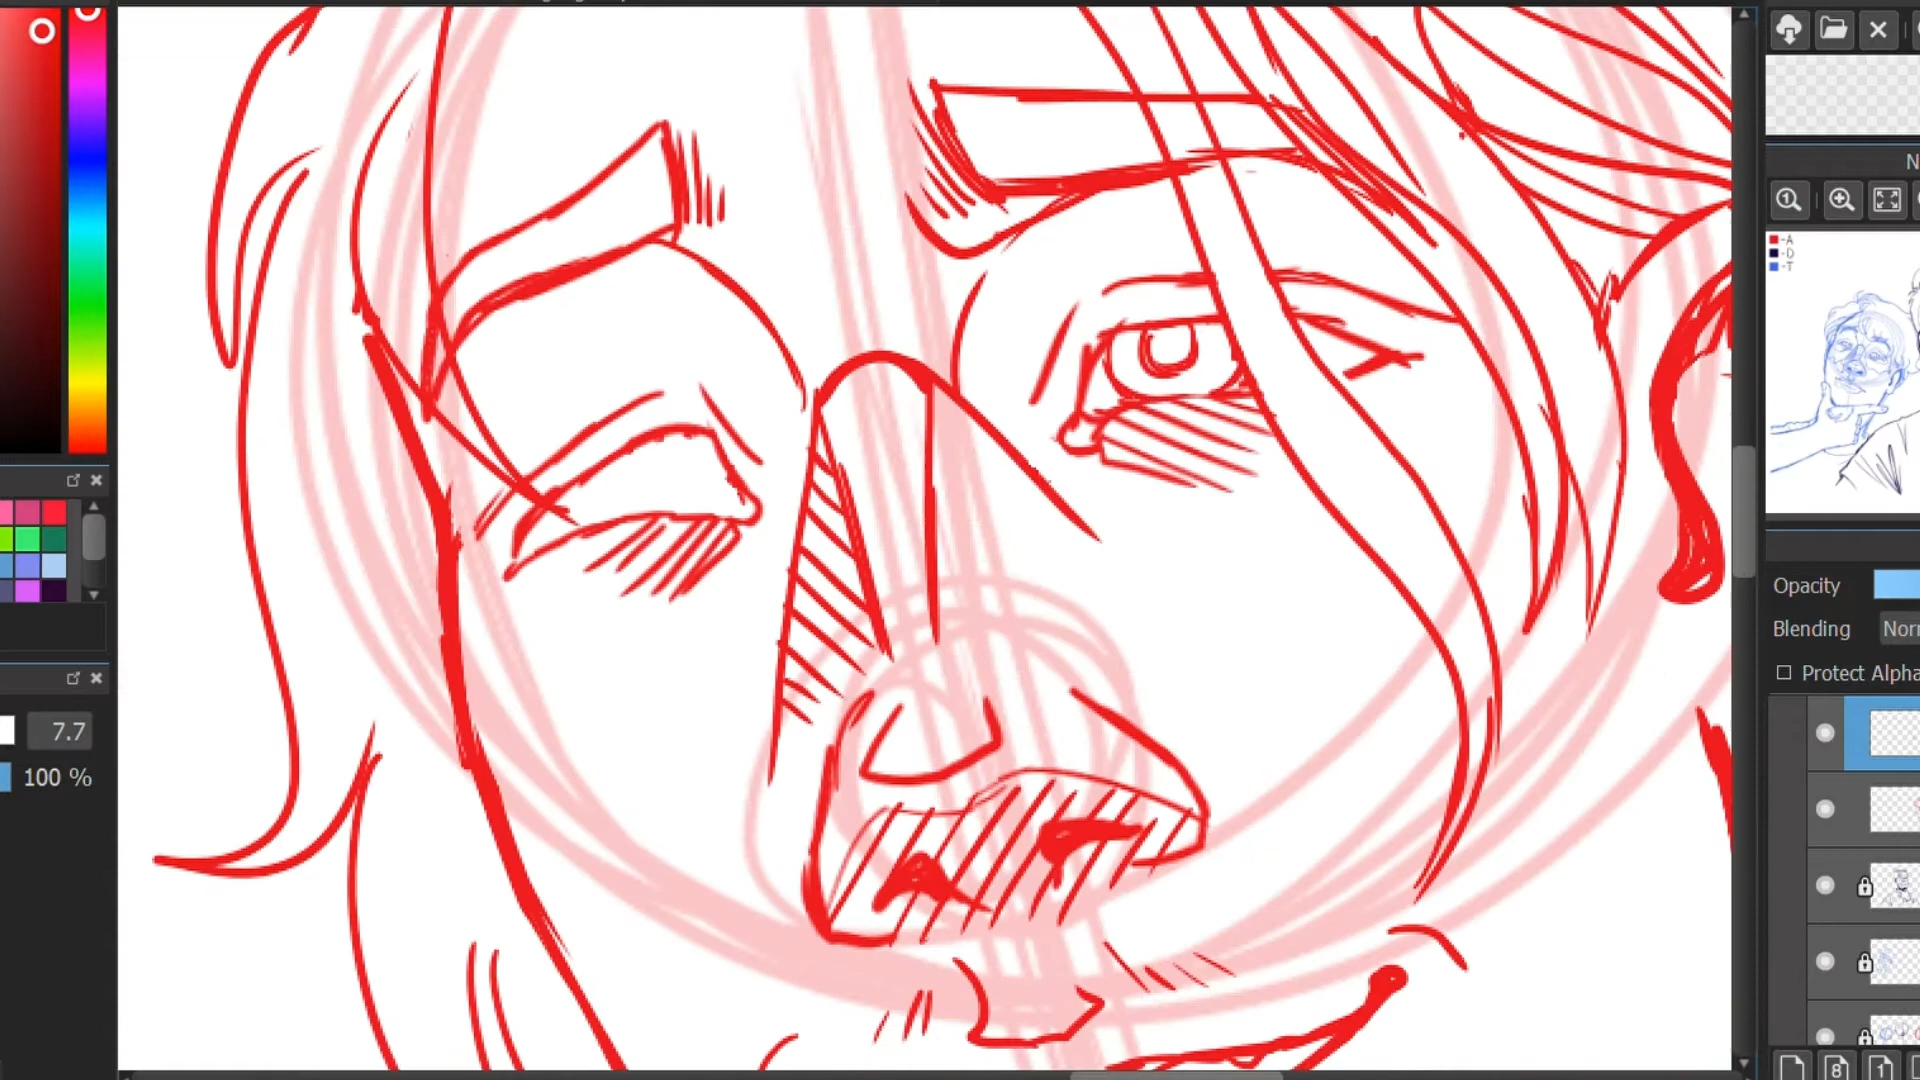 N
-A
-D
-T
Opacity
Blending Nor
Protect Alpha
7.7
100 %